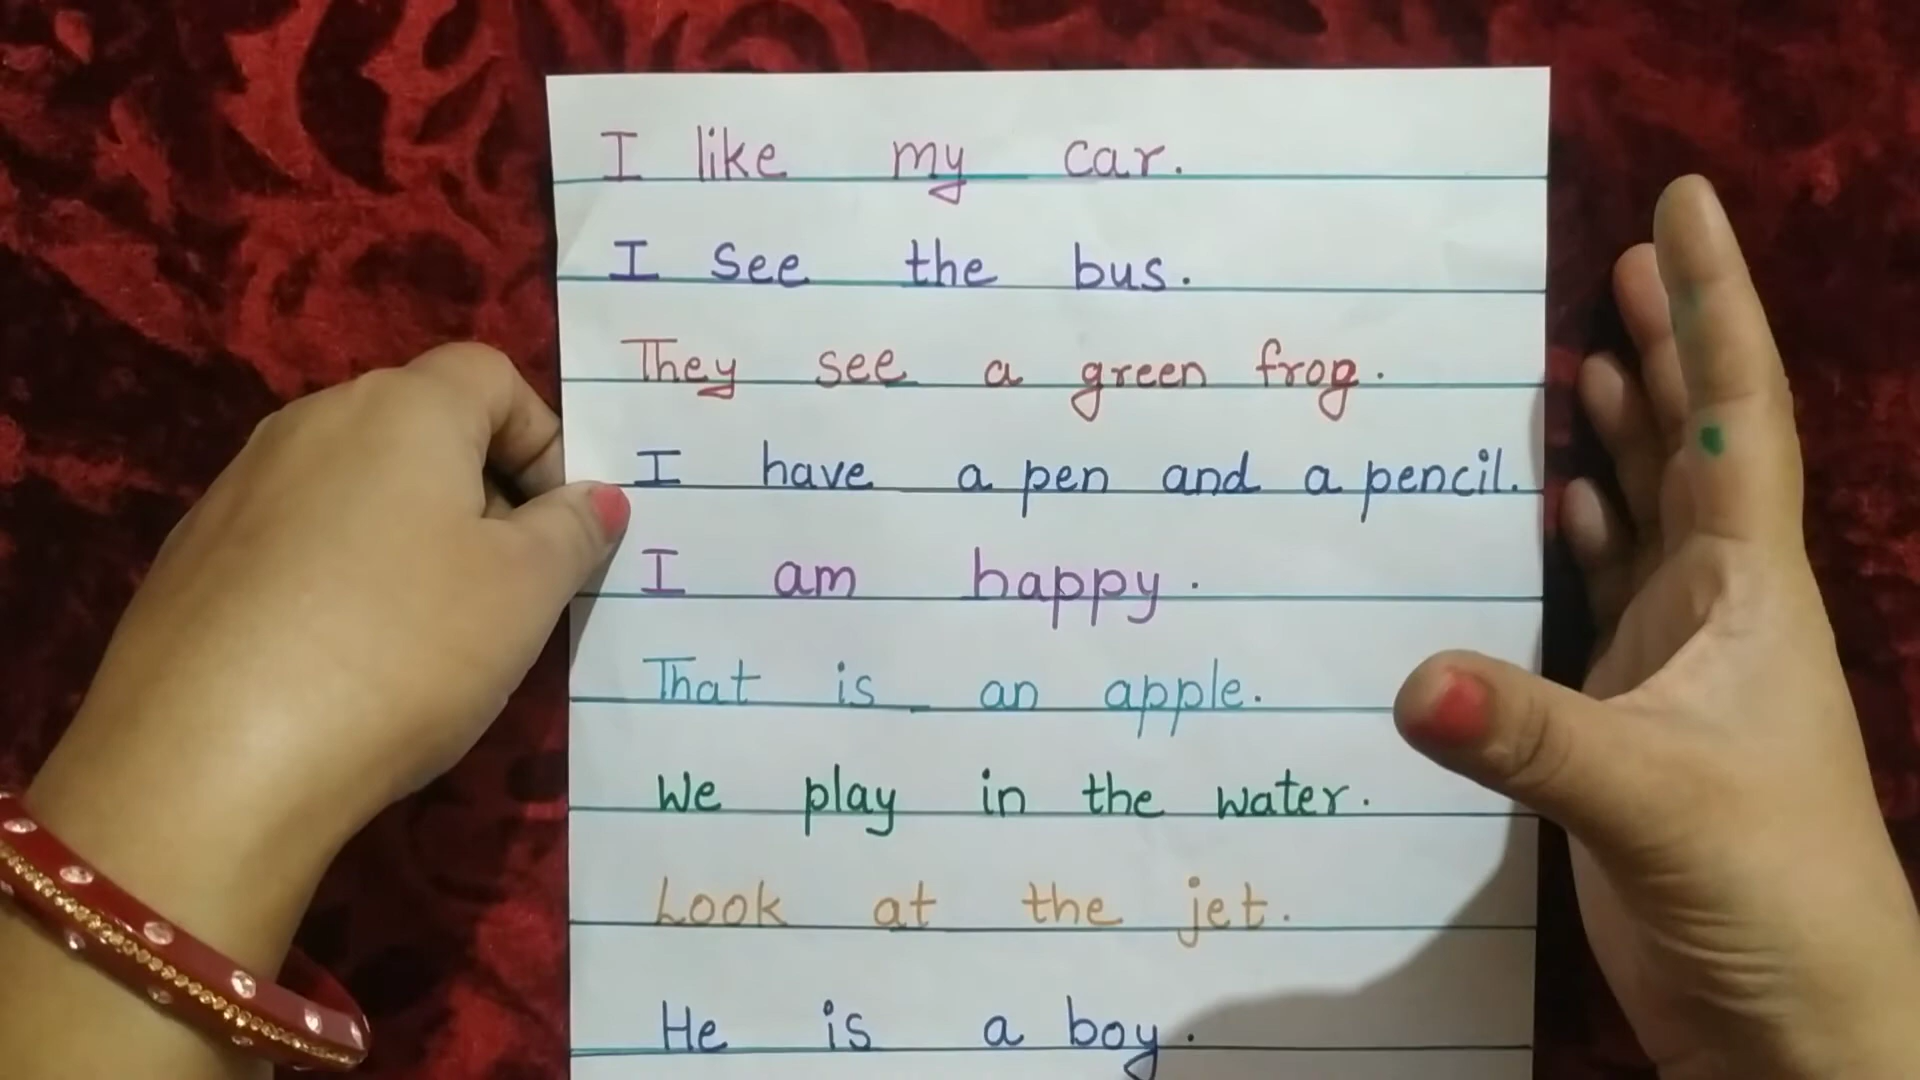 I like my car.
I see the bus.
They see a green frog.
I have a pen and a pencil.
I am happy.
That is an apple.
We play in the water.
Look at the jet.
He is a boy.